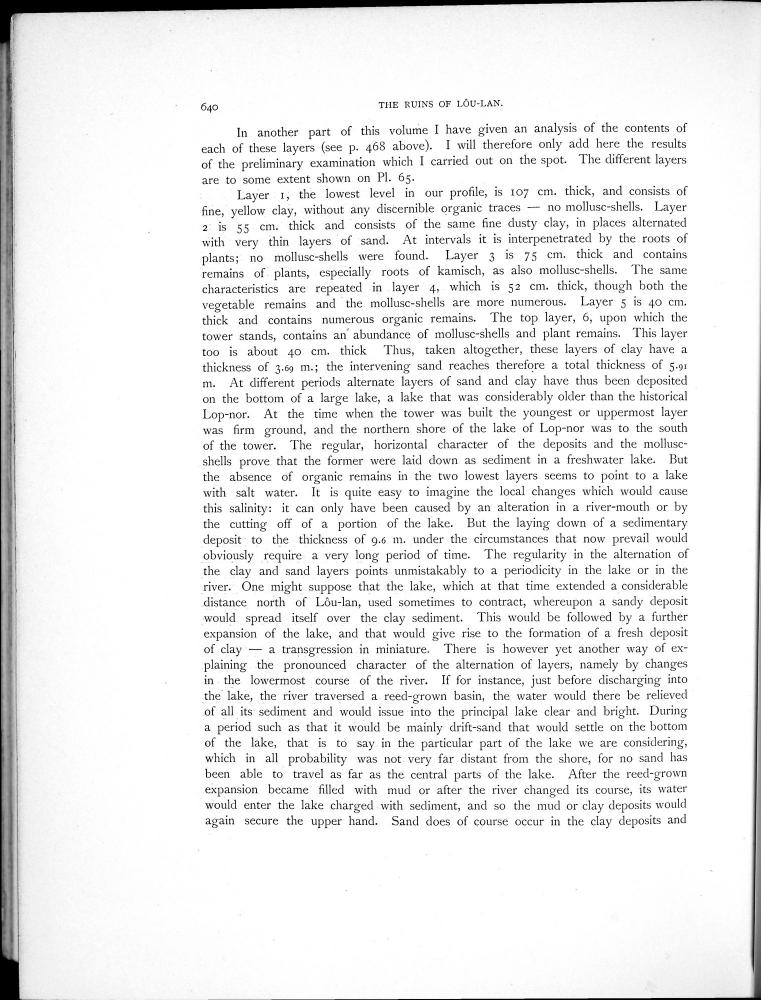 640
THE RUINS OF LÔU-LAN.
In another part of this volume I have given an analysis of the contents of
each of these layers (see p. 468 above). I will therefore only add here the results
of the preliminary examination which I carried out on the spot. The different layers
are to some extent shown on Pl. 65.
Layer 1, the lowest level in our profile, is 107 cm. thick, and consists of
fine, yellow clay, without any discernible organic traces — no mollusc-shells. Layer
2 is 55 cm. thick and consists of the same fine dusty clay, in places alternated
with very thin layers of sand. At intervals it is interpenetrated by the roots of
plants; no mollusc-shells were found. Layer 3 is 75 cm. thick and contains
remains of plants, especially roots of kamisch, as also mollusc-shells. The same
characteristics are repeated in layer 4, which is 52 cm. thick, though both the
vegetable remains and the mollusc-shells are more numerous. Layer 5 is 40 cm.
thick and contains numerous organic remains. The top layer, 6, upon which the
tower stands, contains an abundance of mollusc-shells and plant remains. This layer
too is about 40 cm. thick Thus, taken altogether, these layers of clay have a
thickness of 3.69 m.; the intervening sand reaches therefore a total thickness of 5.91
m. At different periods alternate layers of sand and clay have thus been deposited
on the bottom of a large lake, a lake that was considerably older than the historical
Lop-nor. At the time when the tower was built the youngest or uppermost layer
was firm ground, and the northern shore of the lake of Lop-nor was to the south
of the tower. The regular, horizontal character of the deposits and the mollusc-
shells prove that the former were laid down as sediment in a freshwater lake. But
the absence of organic remains in the two lowest layers seems to point to a lake
with salt water. It is quite easy to imagine the local changes which would cause
this salinity: it can only have been caused by an alteration in a river-mouth or by
the cutting off of a portion of the lake. But the laying down of a sedimentary
deposit to the thickness of 9.6 m. under the circumstances that now prevail would
obviously require a very long period of time. The regularity in the alternation of
the clay and sand layers points unmistakably to a periodicity in the lake or in the
river. One might suppose that the lake, which at that time extended a considerable
distance north of Lôu-lan, used sometimes to contract, whereupon a sandy deposit
would spread itself over the clay sediment. This would be followed by a further
expansion of the lake, and that would give rise to the formation of a fresh deposit
of clay — a transgression in miniature. There is however yet another way of ex-
plaining the pronounced character of the alternation of layers, namely by changes
in the lowermost course of the river. If for instance, just before discharging into
the lake, the river traversed a reed-grown basin, the water would there be relieved
of all its sediment and would issue into the principal lake clear and bright. During
a period such as that it would be mainly drift-sand that would settle on the bottom
of the lake, that is to say in the particular part of the lake we are considering,
which in all probability was not very far distant from the shore, for no sand has
been able to travel as far as the central parts of the lake. After the reed-grown
expansion became filled with mud or after the river changed its course, its water
would enter the lake charged with sediment, and so the mud or clay deposits would
again secure the upper hand. Sand does of course occur in the clay deposits and